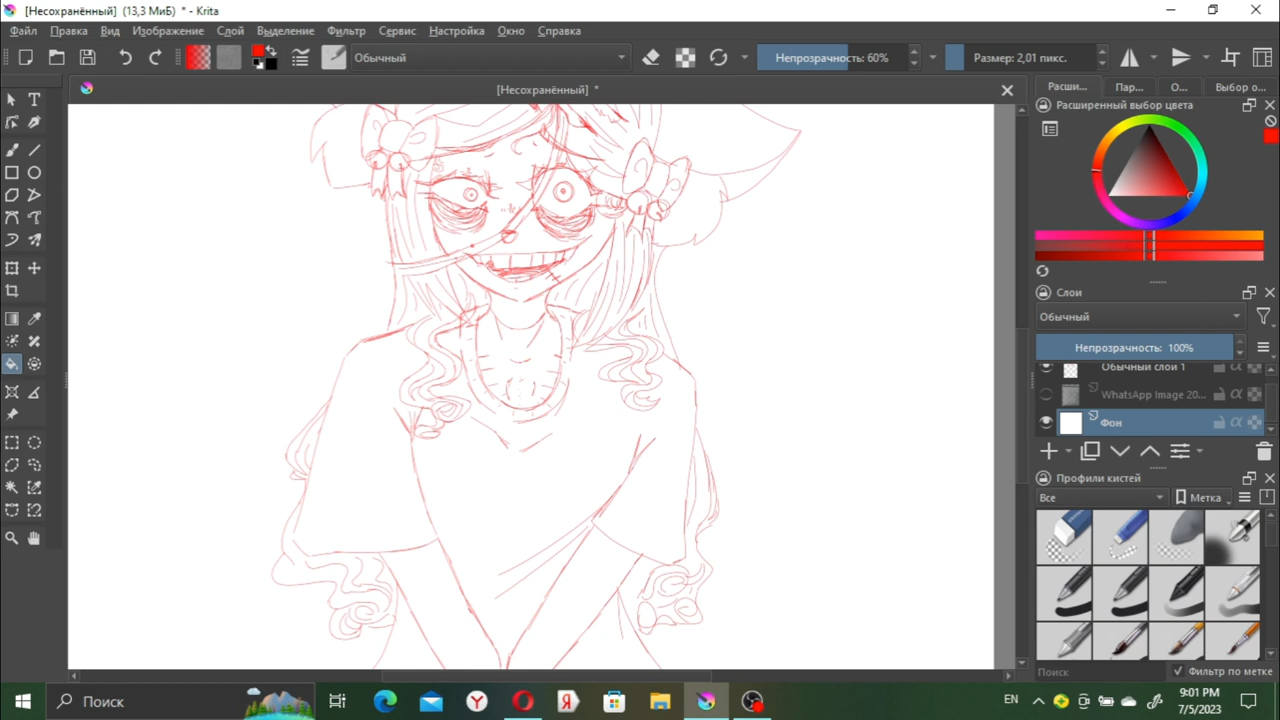 [Несохранённый] (13,3 МиБ) * - Krita
Файл Правка Вид Изображение Слой Выделение Фильтр Сервис Настройка Окно Справка
Обычный Непрозрачность: 60% Размер: 2,01 пикс.
[Несохранённый] *
Расши... Пар... О... Выбор о...
Расширенный выбор цвета
Слои
Обычный
Непрозрачность: 100%
Обычный слой 1
WhatsApp Image 20...
Фон
Профили кистей
Все Метка
Поиск Фильтр по метке
Поиск EN 9:01 PM
7/5/2023